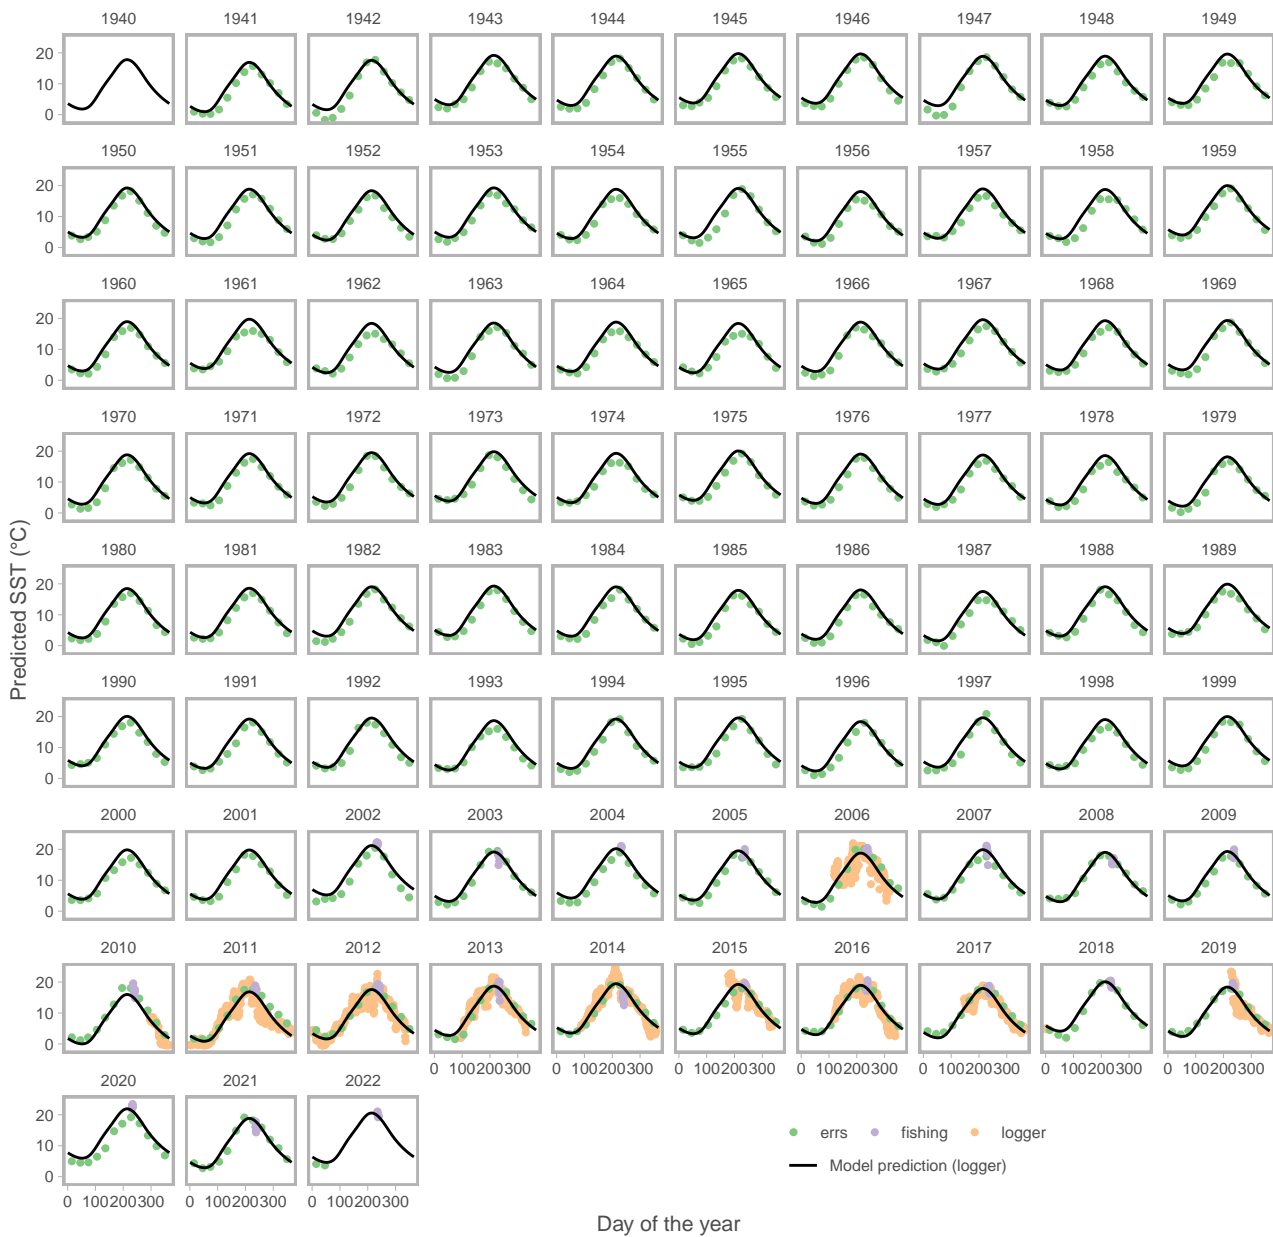 1940 1941 1942 1943 1944 1945 1946 1947 1948 1949
20
10
0
1950 1951 1952 1953 1954 1955 1956 1957 1958 1959
20
10
0
1960 1961 1962 1963 1964 1965 1966 1967 1968 1969
20
10
0
1970 1971 1972 1973 1974 1975 1976 1977 1978 1979
20
10
0
Predicted SST (°C)
1980 1981 1982 1983 1984 1985 1986 1987 1988 1989
20
10
0
1990 1991 1992 1993 1994 1995 1996 1997 1998 1999
20
10
0
2000 2001 2002 2003 2004 2005 2006 2007 2008 2009
20
10
0
2010 2011 2012 2013 2014 2015 2016 2017 2018 2019
20
10
0
0 100200300 0 100200300 0 100200300 0 100200300 0 100200300 0 100200300 0 100200300
2020 2021 2022
20
10
0
0 100200300 0 100200300 0 100200300
errs fishing logger
Model prediction (logger)
Day of the year